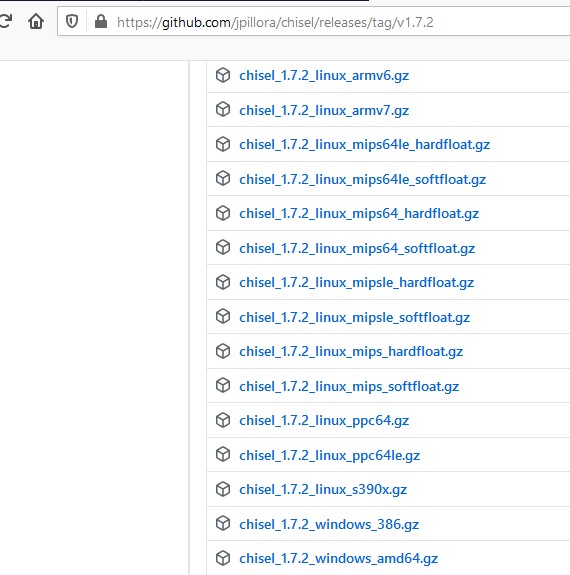 https://github.com/jpillora/chisel/releases/tag/v1.7.2
chisel_1.7.2_linux_armv6.gz
chisel_1.7.2_linux_armv7.gz
chisel_1.7.2_linux_mips64le_hardfloat.gz
chisel_1.7.2_linux_mips64le_softfloat.gz
chisel_1.7.2_linux_mips64_hardfloat.gz
chisel_1.7.2_linux_mips64_softfloat.gz
chisel_1.7.2_linux_mipsle_hardfloat.gz
chisel_1.7.2_linux_mipsle_softfloat.gz
chisel_1.7.2_linux_mips_hardfloat.gz
chisel_1.7.2_linux_mips_softfloat.gz
chisel_1.7.2_linux_ppc64.gz
chisel_1.7.2_linux_ppc64le.gz
chisel_1.7.2_linux_s390x.gz
chisel_1.7.2_windows_386.gz
chisel_1.7.2_windows_amd64.gz